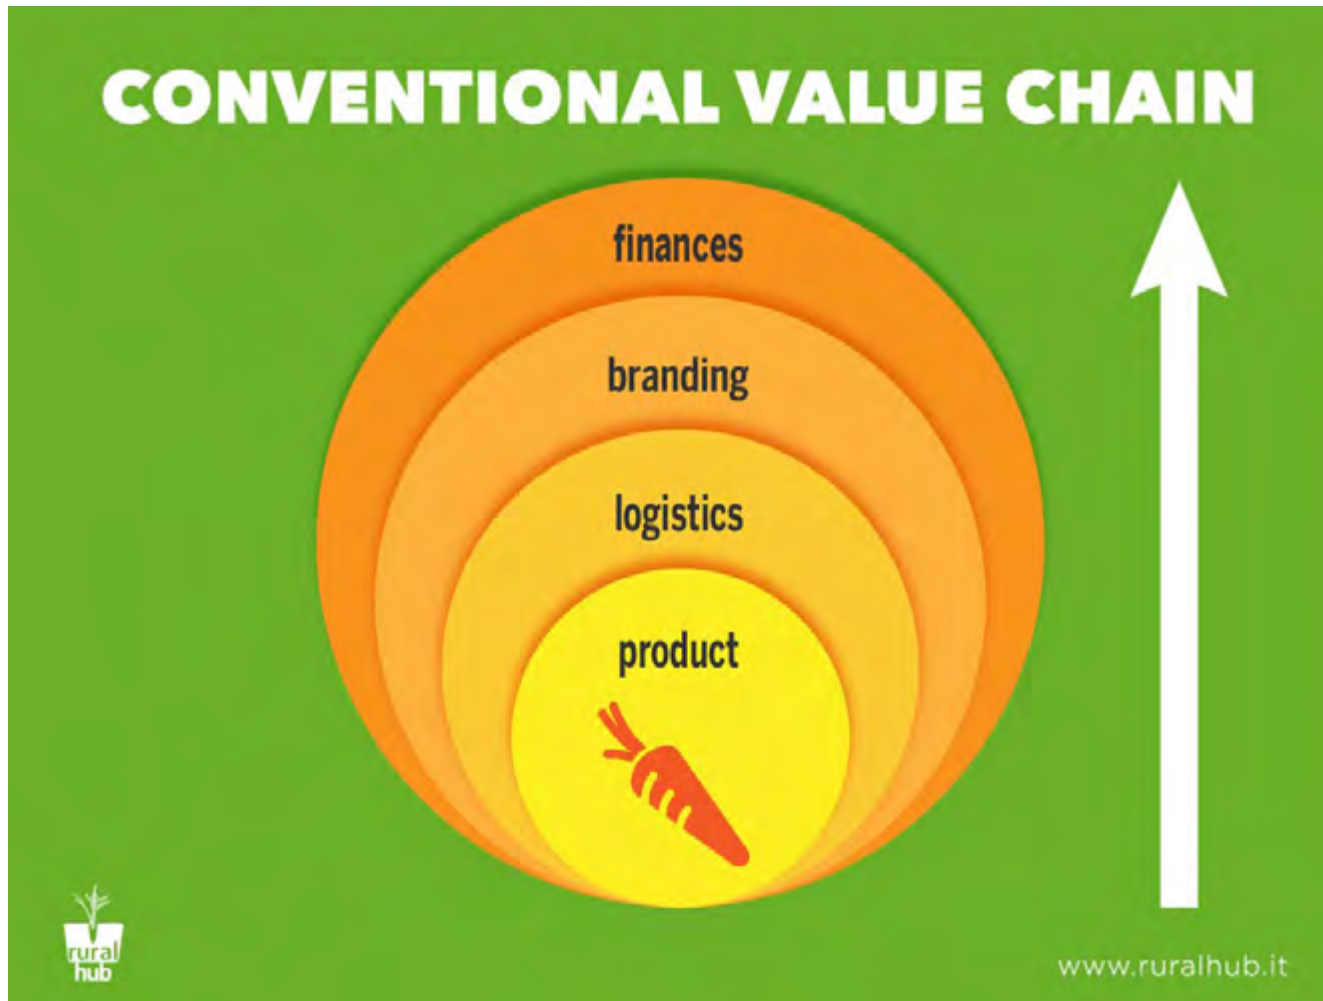 CONVENTIONAL VALUE CHAIN
finances
branding
logistics
product
rural
hub
www.ruralhub.it